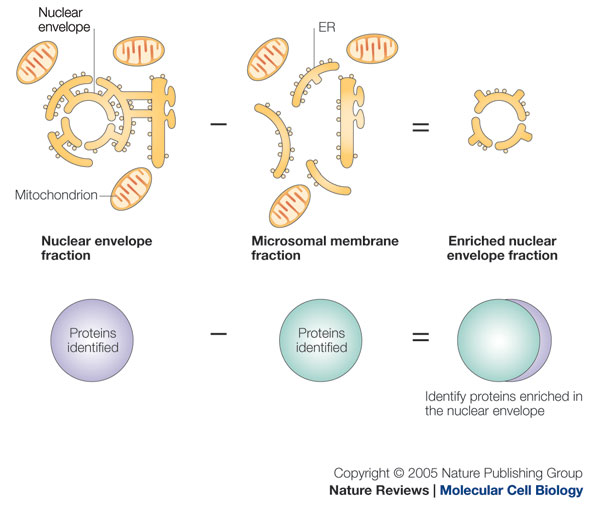 Nuclear
envelope
ER
Mitochondrion
–
=
Nuclear envelope
fraction
Microsomal membrane
fraction
Enriched nuclear
envelope fraction
Proteins
identified
–
Proteins
identified
=
Identify proteins enriched in
the nuclear envelope
Copyright © 2005 Nature Publishing Group
Nature Reviews | Molecular Cell Biology